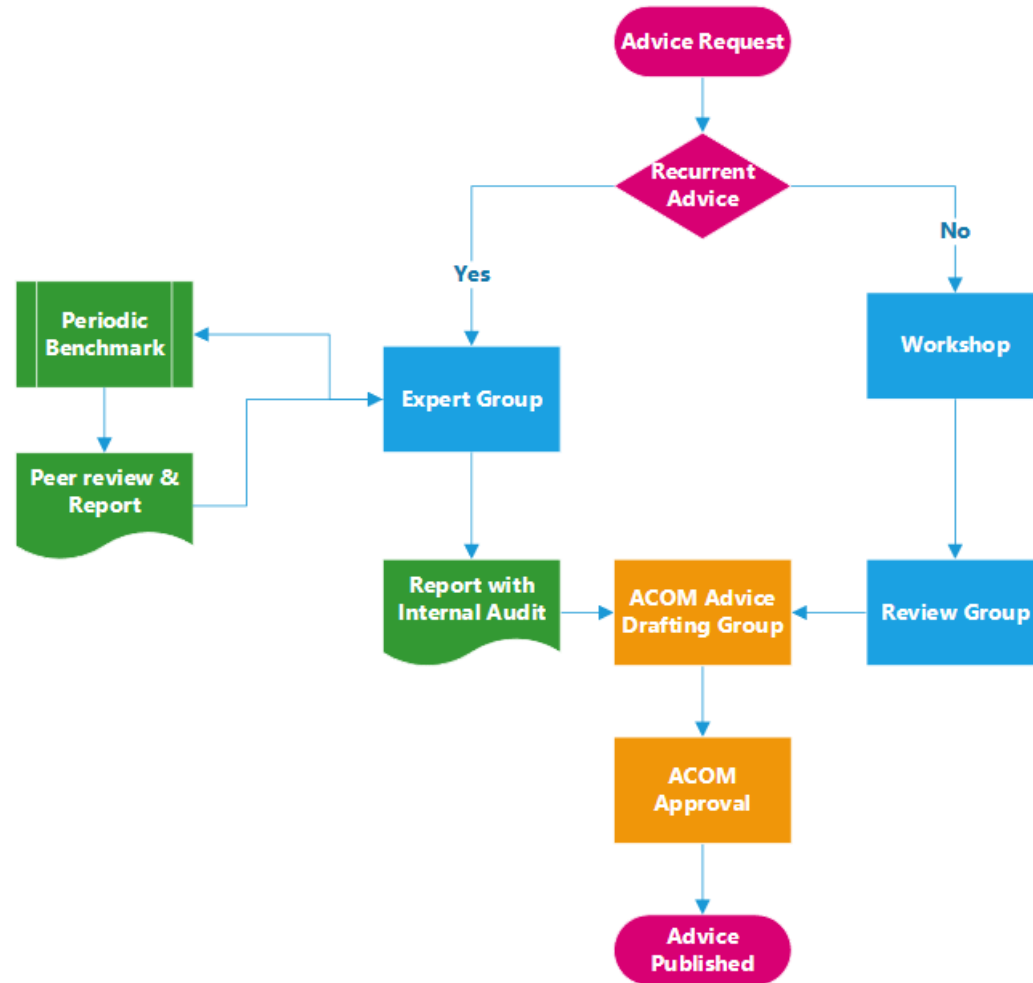 Advice Request
Recurrent
Advice
No
Yes
Periodic
Benchmark
Workshop
Expert Group
Peer review &
Report
Report with
Internal Audit
ACOM Advice
Drafting Group
Review Group
ACOM
Approval
Advice
Published